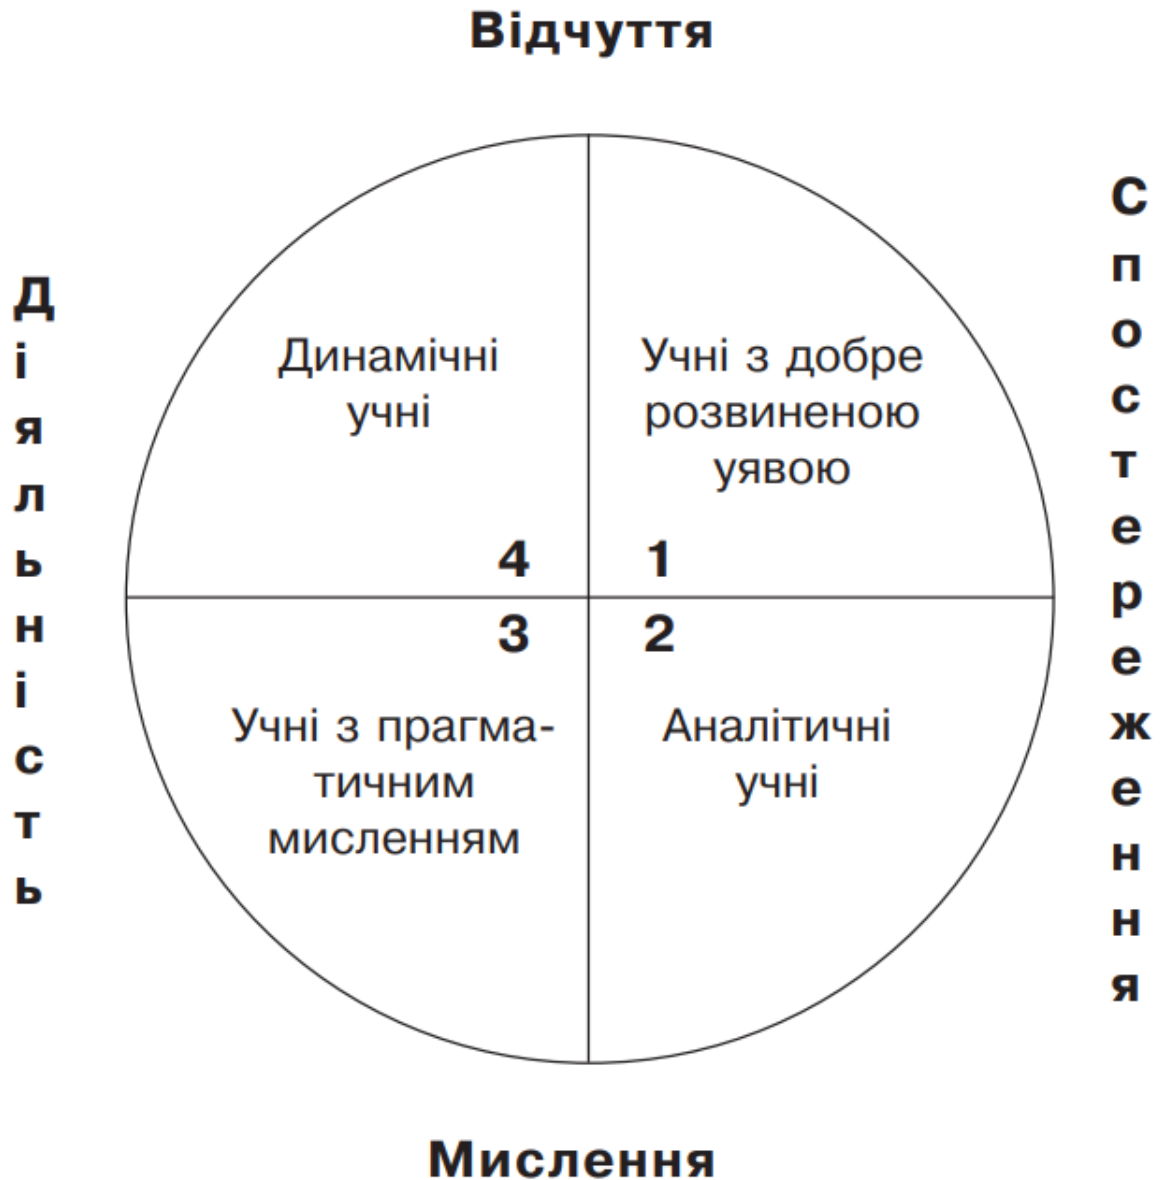 Відчуття
Діяльність
Спостереження
Динамічні
учні
4
Учні з добре
розвиненою
уявою
1
3
Учні з прагма-
тичним
мисленням
2
Аналітичні
учні
Мислення